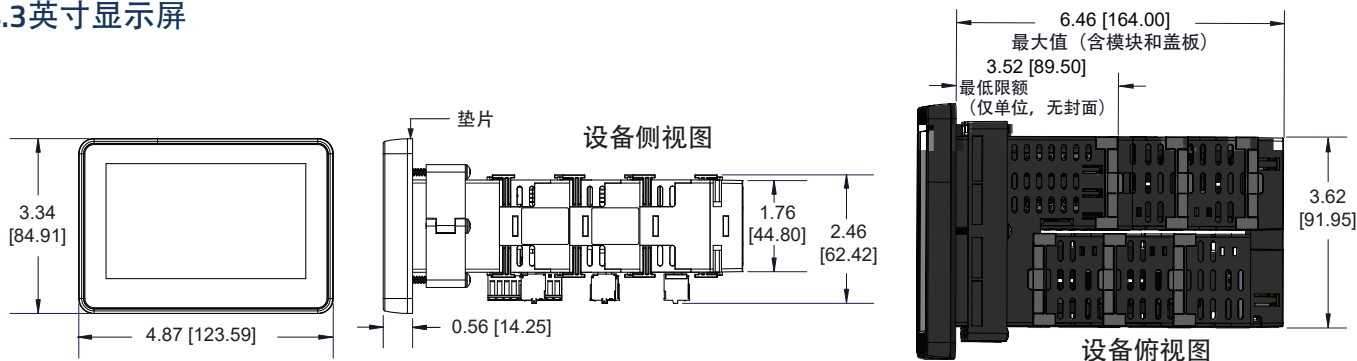 .3英寸显示屏
6.46 [164.00]
最大值（含模块和盖板）
3.52 [89.50]
最低限额
（仅单位，无封面）
垫片
设备侧视图
3.34
[84.91]
4.87 [123.59]
0.56 [14.25]
1.76
[44.80]
2.46
[62.42]
3.62
[91.95]
设备俯视图